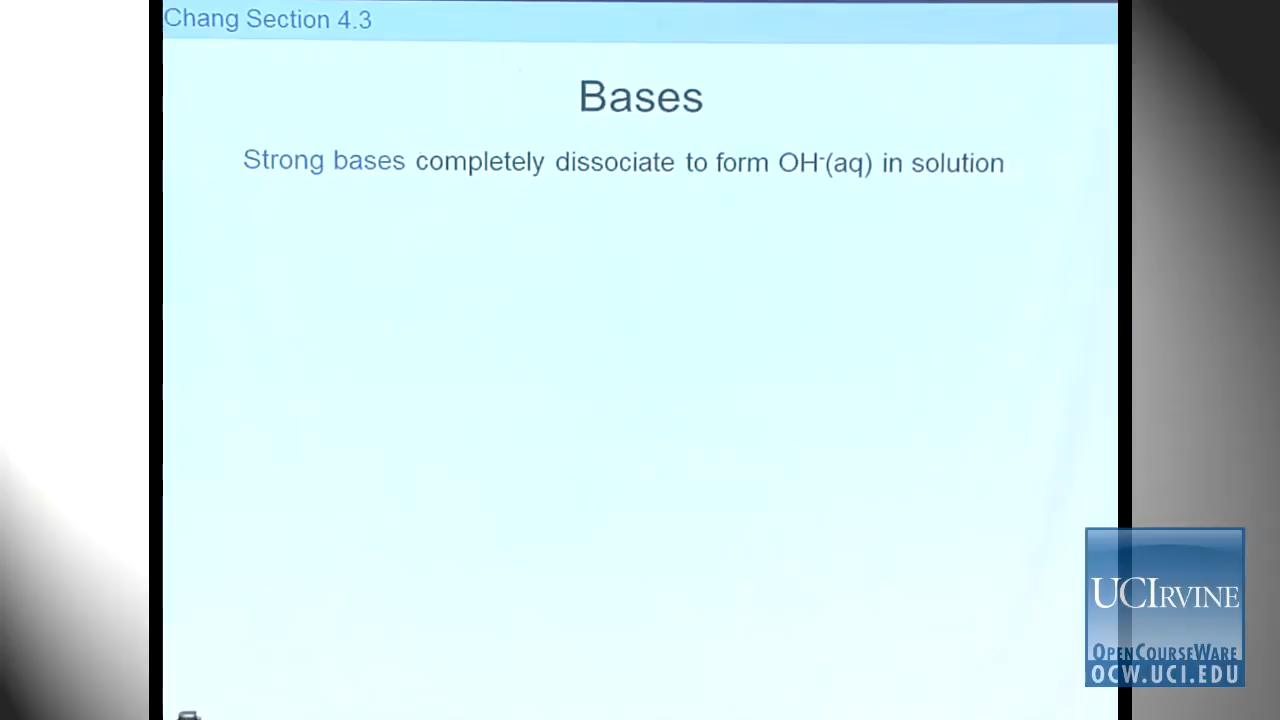 Chang Section 4.3
Bases
Strong bases completely dissociate to form OH⁻(aq) in solution
UCIRVINE
OPENCOURSEWARE
OCW.UCI.EDU